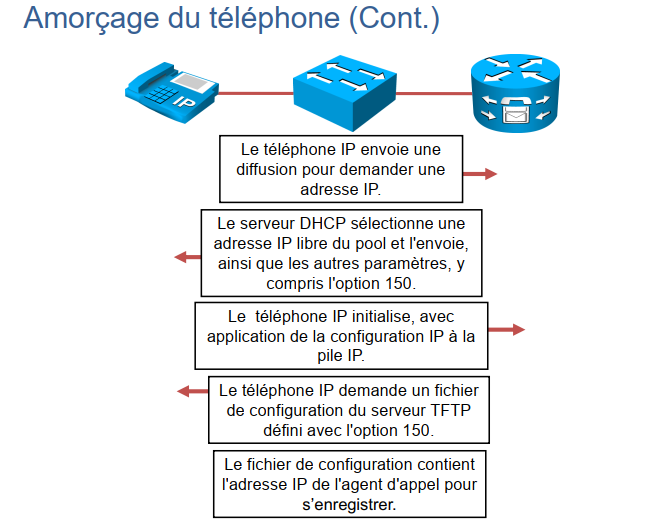 Amorçage du téléphone (Cont.)
IP
Le téléphone IP envoie une
diffusion pour demander une
adresse IP.
Le serveur DHCP sélectionne une
adresse IP libre du pool et l'envoie,
ainsi que les autres paramètres, y
compris l'option 150.
Le  téléphone IP initialise, avec
application de la configuration IP à la
pile IP.
Le téléphone IP demande un fichier
de configuration du serveur TFTP
défini avec l'option 150.
Le fichier de configuration contient
l'adresse IP de l'agent d'appel pour
s’enregistrer.